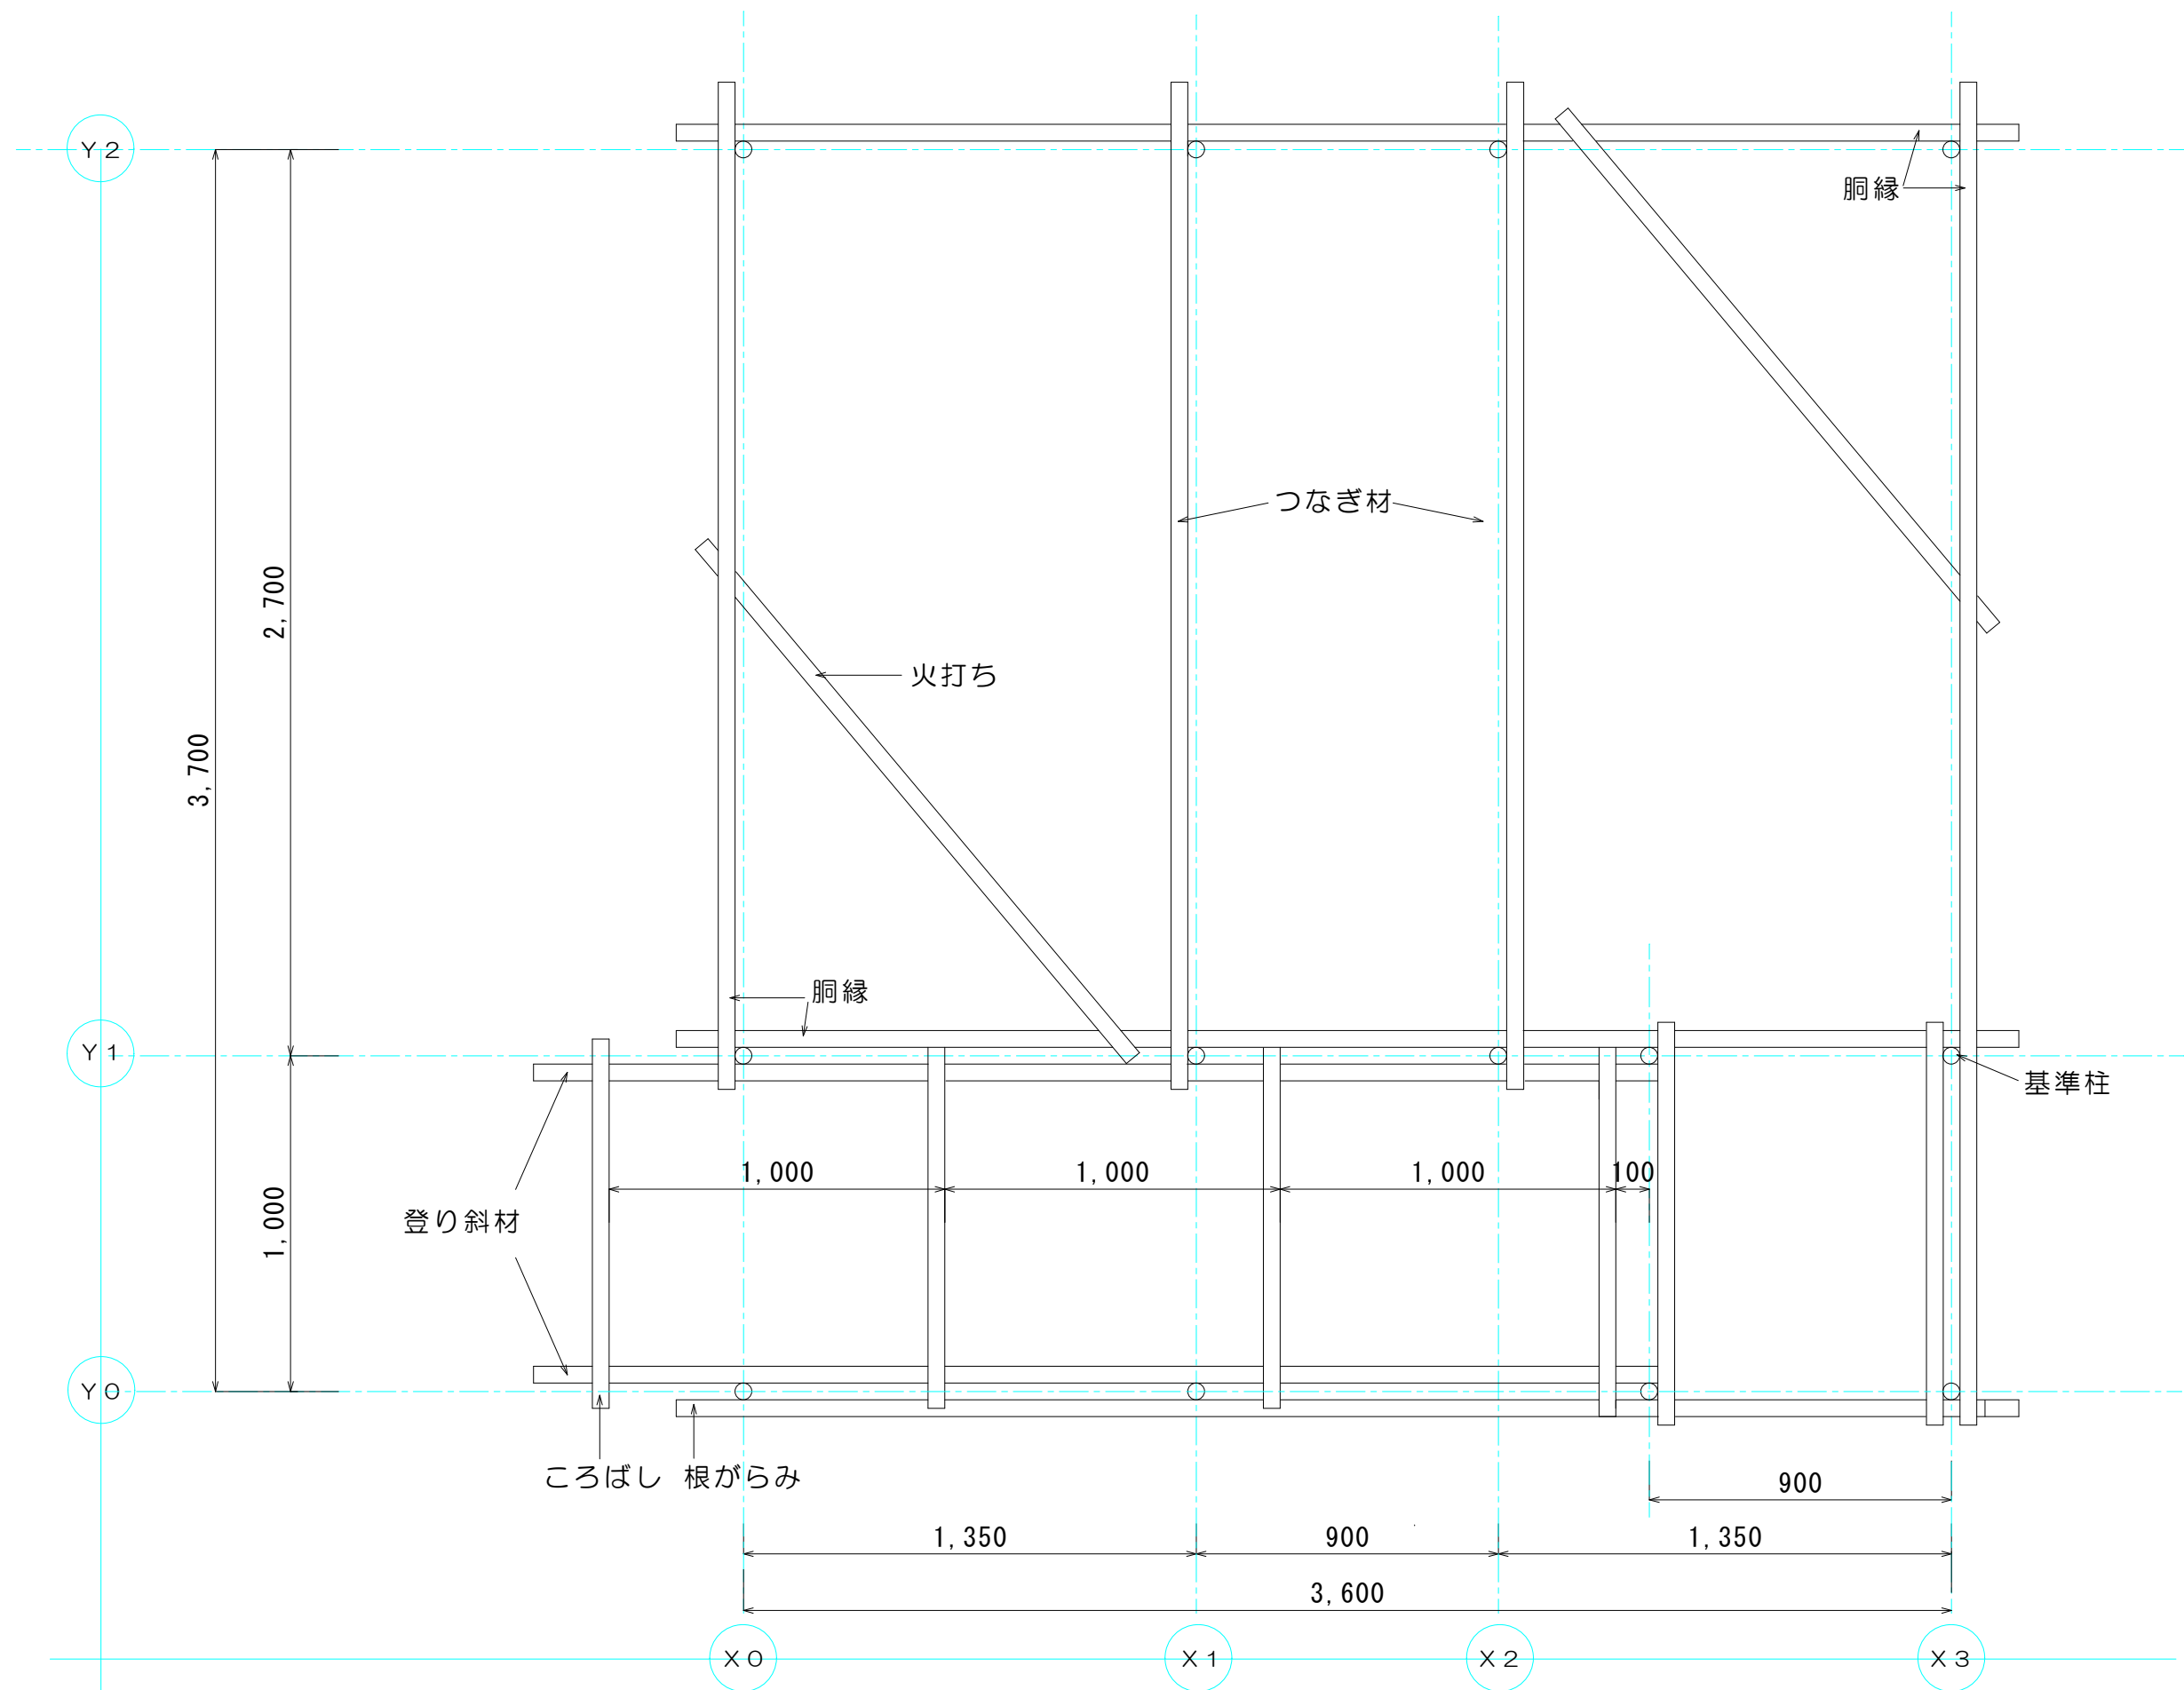 Ｙ２
胴縁
つなぎ材
2,700
火打ち
3,700
胴縁
Ｙ１
基準柱
1,000
1,000
1,000
100
登り斜材
1,000
Ｙ０
ころばし
根がらみ
900
1,350
900
1,350
3,600
Ｘ０
Ｘ１
Ｘ２
Ｘ３